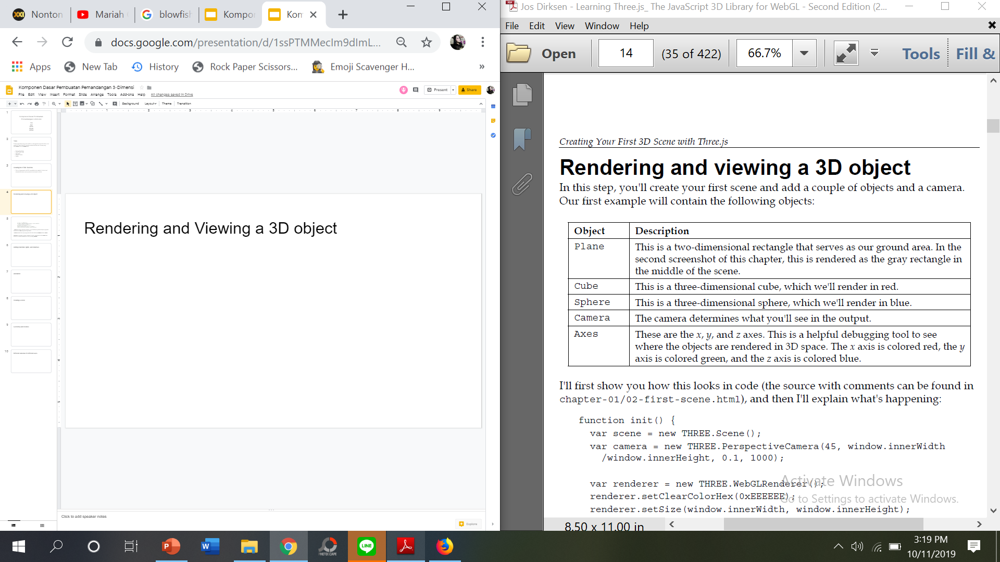 Nonton
Mariah
blowfish
Kompo
Kom
docs.google.com/presentation/d/1ssPTMMecIm9dImL...
Apps
New Tab
History
Rock Paper Scissors...
Emoji Scavenger H...
»
Komponen Dasar Pembuatan Pemandangan 3-Dimensi
File Edit View Insert Format Slide Arrange Tools Add-ons Help All changes saved in Drive
Present
Share
Background Layout Theme Transition
Rendering and Viewing a 3D object
Click to add speaker notes
Explore
Jos Dirksen - Learning Three.js_ The JavaScript 3D Library for WebGL - Second Edition (2...
File Edit View Window Help
Open
14
(35 of 422)
66.7%
Tools
Fill &
Creating Your First 3D Scene with Three.js
Rendering and viewing a 3D object
In this step, you'll create your first scene and add a couple of objects and a camera.
Our first example will contain the following objects:
Object Description
Plane This is a two-dimensional rectangle that serves as our ground area. In the
second screenshot of this chapter, this is rendered as the gray rectangle in
the middle of the scene.
Cube This is a three-dimensional cube, which we'll render in red.
Sphere This is a three-dimensional sphere, which we'll render in blue.
Camera The camera determines what you'll see in the output.
Axes These are the x, y, and z axes. This is a helpful debugging tool to see
where the objects are rendered in 3D space. The x axis is colored red, the y
axis is colored green, and the z axis is colored blue.
I'll first show you how this looks in code (the source with comments can be found in
chapter-01/02-first-scene.html), and then I'll explain what's happening:
function init() {
var scene = new THREE.Scene();
var camera = new THREE.PerspectiveCamera(45, window.innerWidth
/window.innerHeight, 0.1, 1000);
var renderer = new THREE.WebGLRenderer();
renderer.setClearColorHex(0xEEEEEE);
renderer.setSize(window.innerWidth, window.innerHeight);
Activate Windows
Go to Settings to activate Windows.
8.50 x 11.00 in
LINE
PHOTOSCAPE
3:19 PM
10/11/2019